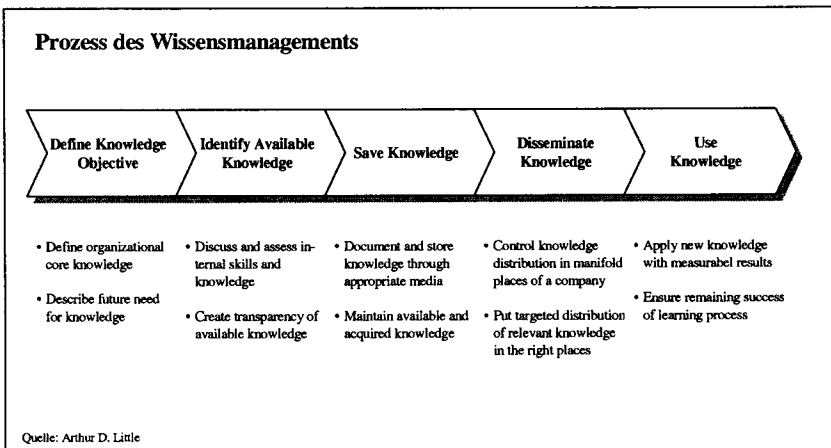 Prozess des Wissensmanagements
Define Knowledge
Objective
Identify Available
Knowledge
Save Knowledge
Disseminate
Knowledge
Use
Knowledge
• Define organizational
core knowledge
• Describe future need
for knowledge
• Discuss and assess in-
ternal skills and
knowledge
• Create transparency of
available knowledge
• Document and store
knowledge through
appropriate media
• Maintain available and
acquired knowledge
• Control knowledge
distribution in manifold
places of a company
• Put targeted distribution
of relevant knowledge
in the right places
• Apply new knowledge
with measurabel results
• Ensure remaining success
of learning process
Quelle: Arthur D. Little